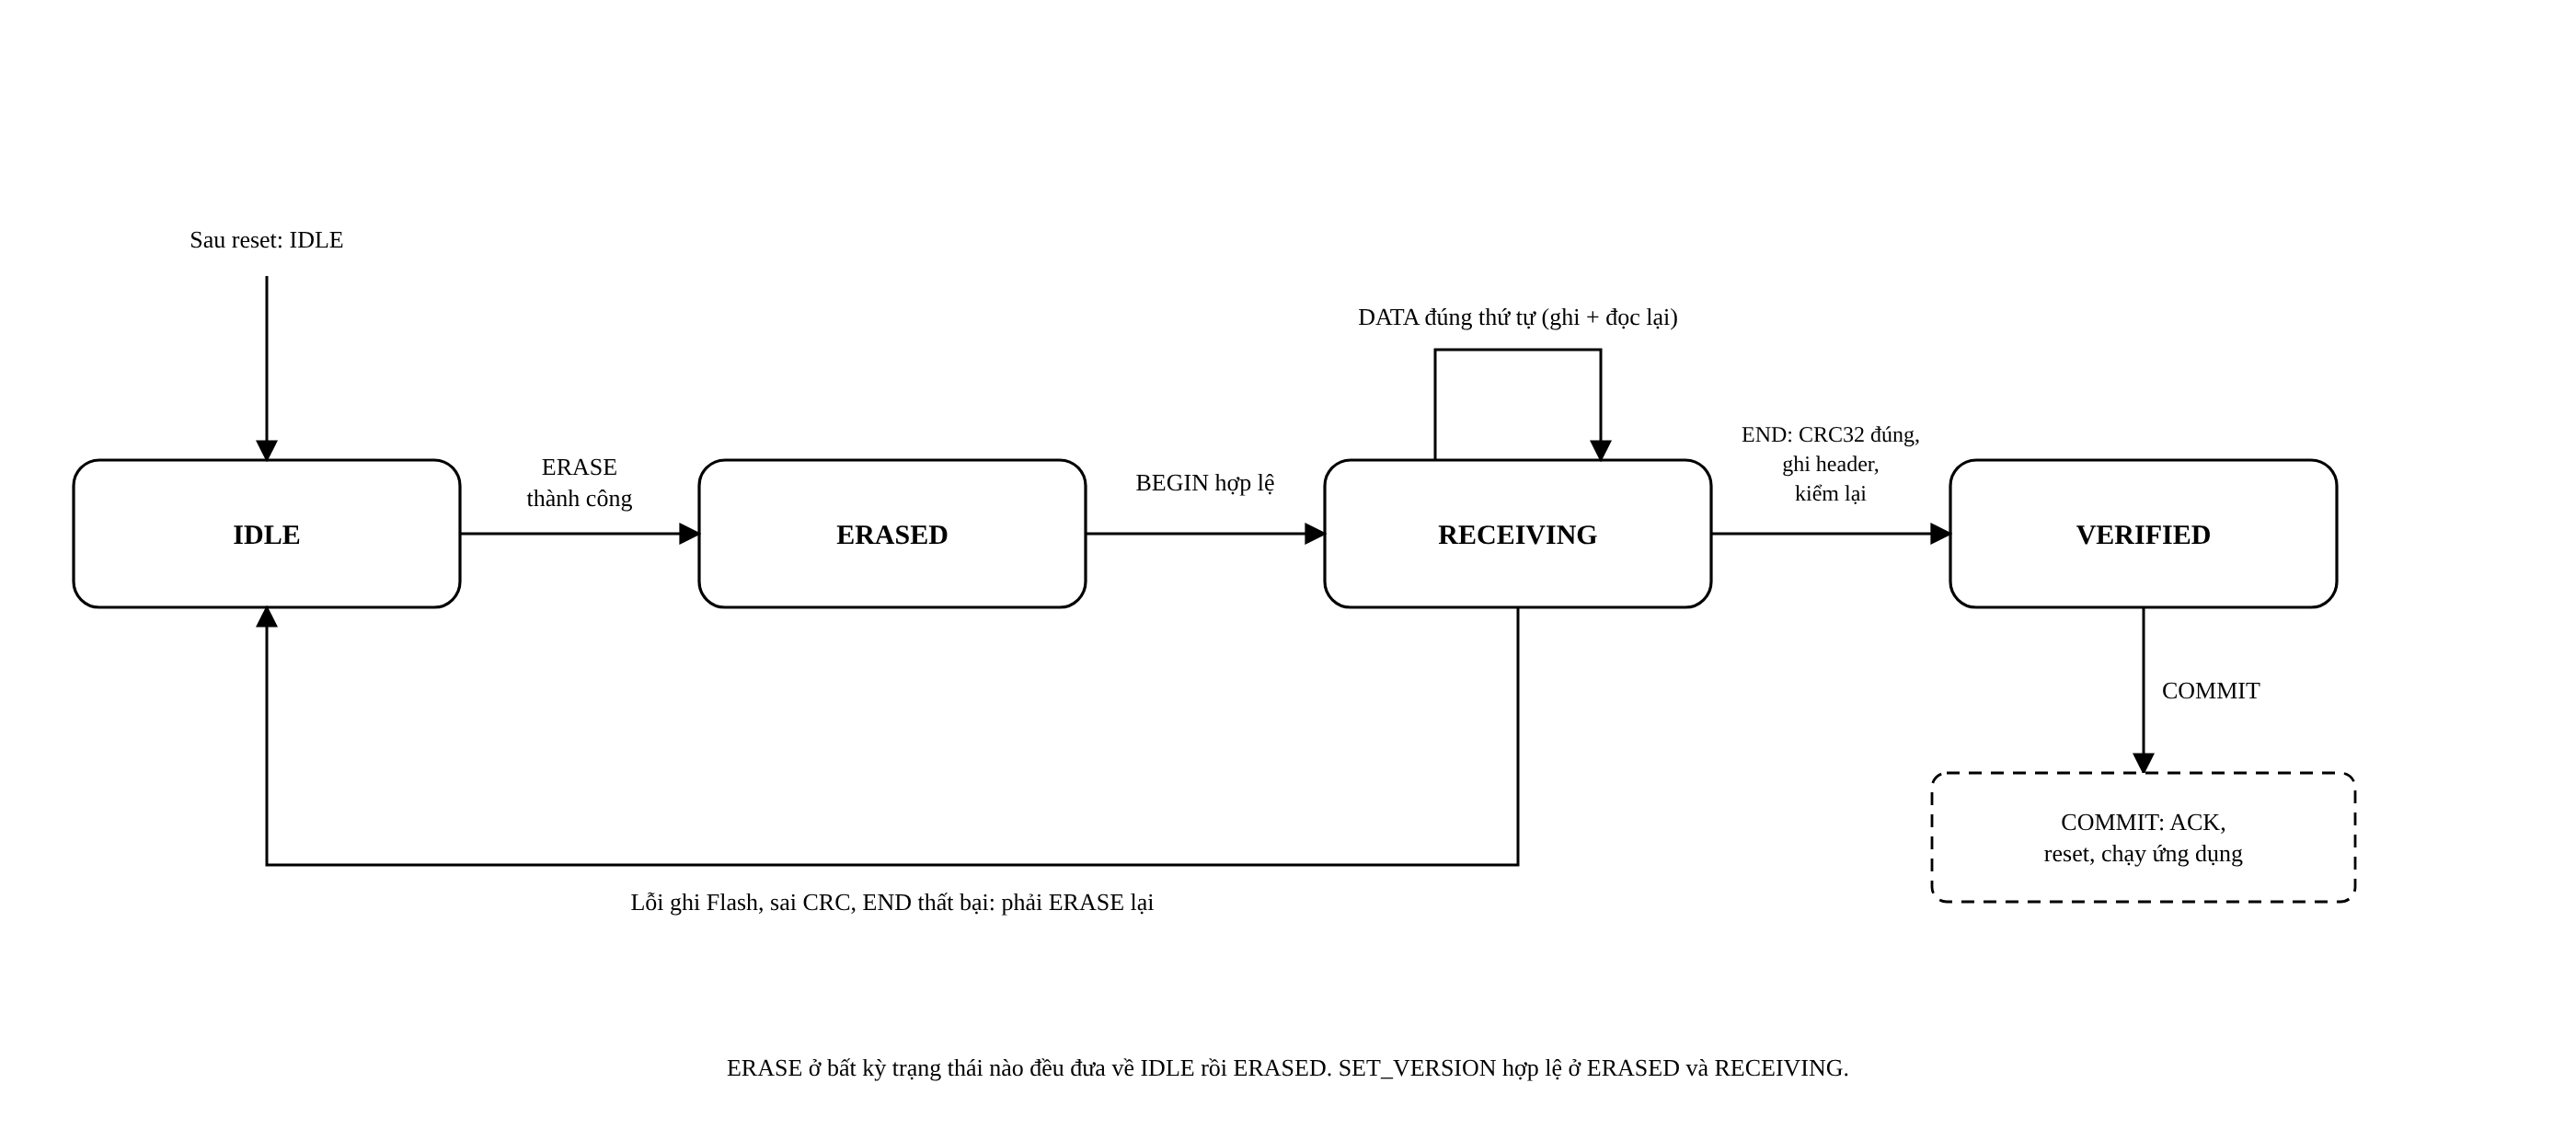 Sau reset: IDLE
DATA đúng thứ tự (ghi + đọc lại)
END: CRC32 đúng,
ghi header,
kiểm lại
ERASE
thành công
BEGIN hợp lệ
IDLE
ERASED
RECEIVING
VERIFIED
COMMIT
COMMIT: ACK,
reset, chạy ứng dụng
Lỗi ghi Flash, sai CRC, END thất bại: phải ERASE lại
ERASE ở bất kỳ trạng thái nào đều đưa về IDLE rồi ERASED. SET_VERSION hợp lệ ở ERASED và RECEIVING.